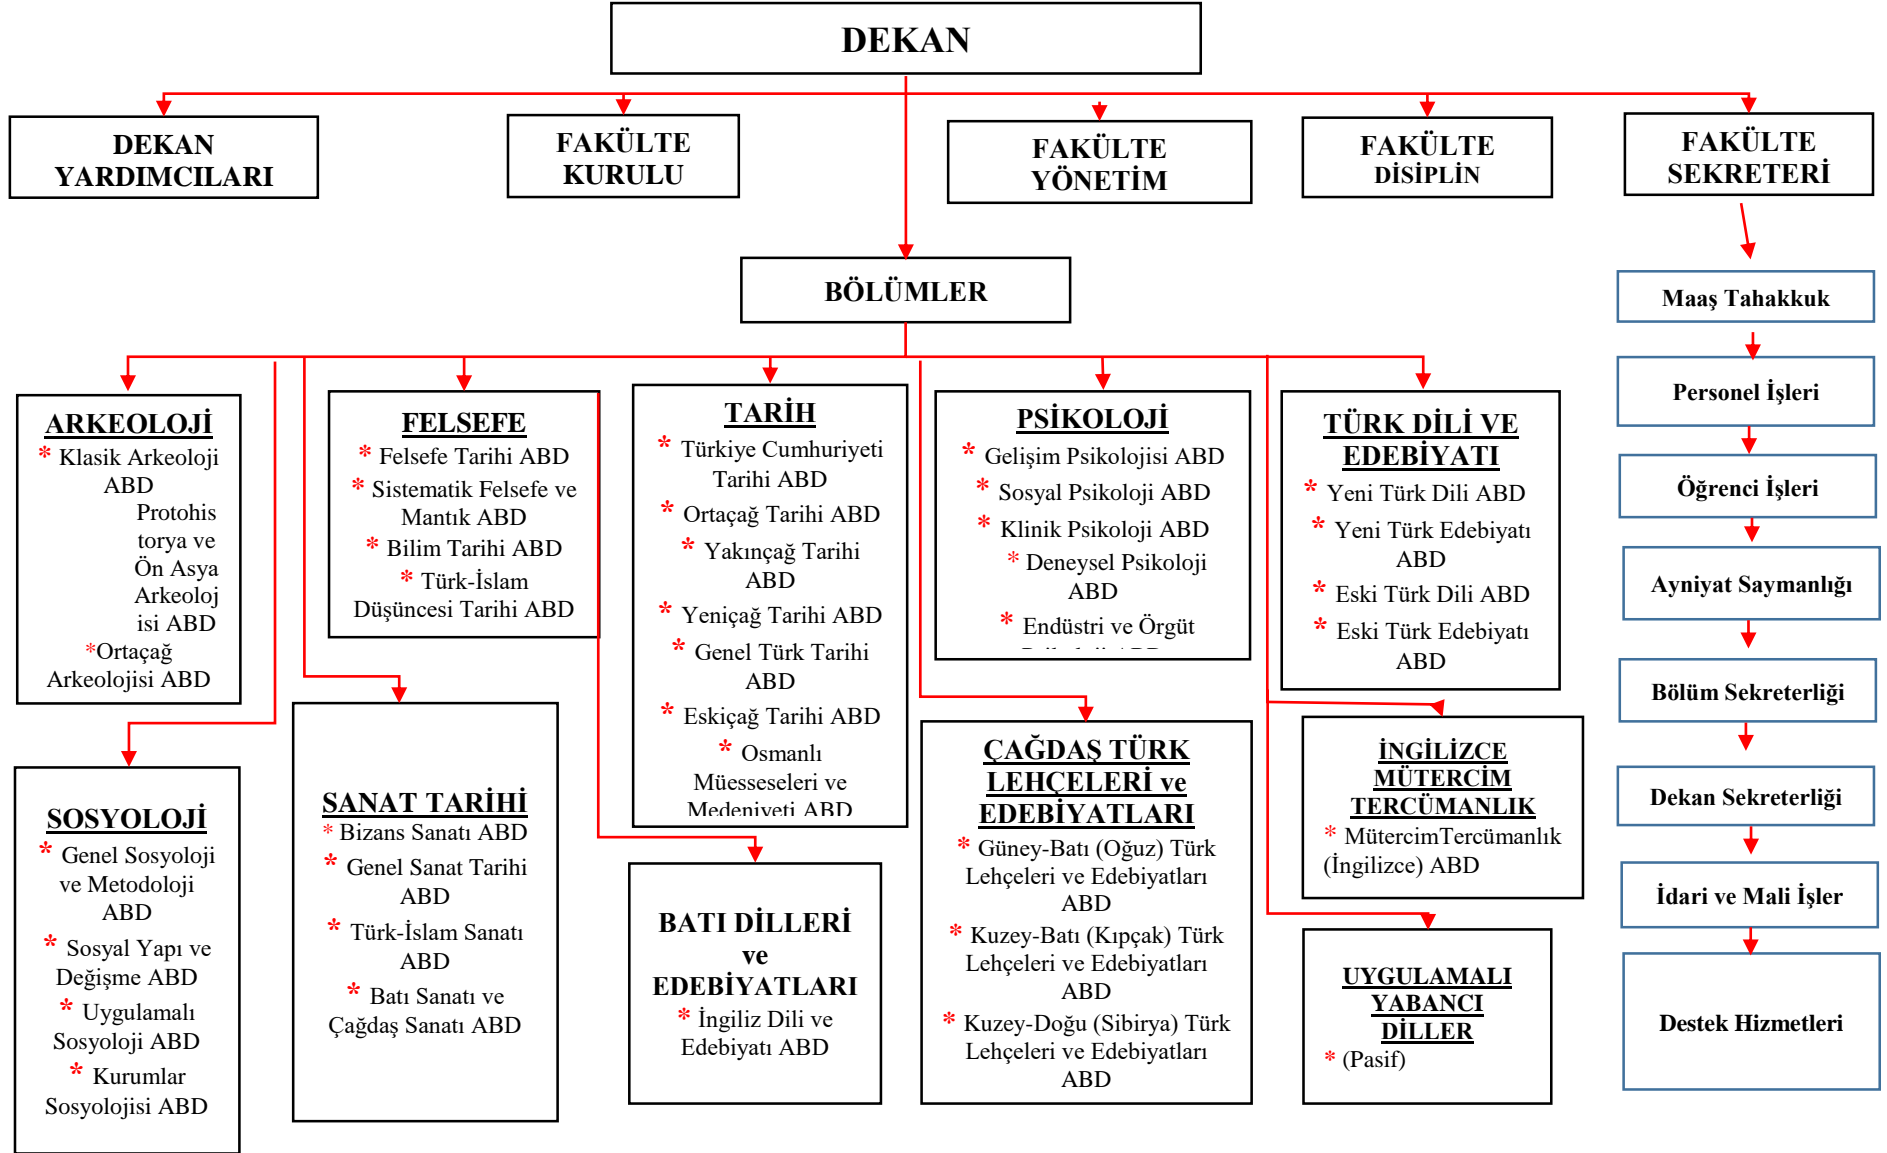 DEKAN
DEKAN
YARDIMCILARI
FAKÜLTE
KURULU
FAKÜLTE
YÖNETİM
FAKÜLTE
DİSİPLİN
FAKÜLTE
SEKRETERİ
BÖLÜMLER
ARKEOLOJİ
* Klasik Arkeoloji
ABD
Protohis
torya ve
Ön Asya
Arkeoloj
isi ABD
*Ortaçağ
Arkeolojisi ABD
FELSEFE
* Felsefe Tarihi ABD
* Sistematik Felsefe ve
Mantık ABD
* Bilim Tarihi ABD
* Türk-İslam
Düşüncesi Tarihi ABD
TARİH
* Türkiye Cumhuriyeti
Tarihi ABD
* Ortaçağ Tarihi ABD
* Yakınçağ Tarihi
ABD
* Yeniçağ Tarihi ABD
* Genel Türk Tarihi
ABD
* Eskiçağ Tarihi ABD
* Osmanlı
Müesseseleri ve
Medeniyeti ABD
PSİKOLOJİ
* Gelişim Psikolojisi ABD
* Sosyal Psikoloji ABD
* Klinik Psikoloji ABD
* Deneysel Psikoloji
ABD
* Endüstri ve Örgüt
TÜRK DİLİ VE
EDEBİYATI
* Yeni Türk Dili ABD
* Yeni Türk Edebiyatı
ABD
* Eski Türk Dili ABD
* Eski Türk Edebiyatı
ABD
SOSYOLOJİ
* Genel Sosyoloji
ve Metodoloji
ABD
* Sosyal Yapı ve
Değişme ABD
* Uygulamalı
Sosyoloji ABD
* Kurumlar
Sosyolojisi ABD
SANAT TARİHİ
* Bizans Sanatı ABD
* Genel Sanat Tarihi
ABD
* Türk-İslam Sanatı
ABD
* Batı Sanatı ve
Çağdaş Sanatı ABD
BATI DİLLERİ
ve
EDEBİYATLARI
* İngiliz Dili ve
Edebiyatı ABD
ÇAĞDAŞ TÜRK
LEHÇELERİ ve
EDEBİYATLARI
* Güney-Batı (Oğuz) Türk
Lehçeleri ve Edebiyatları
ABD
* Kuzey-Batı (Kıpçak) Türk
Lehçeleri ve Edebiyatları
ABD
* Kuzey-Doğu (Sibirya) Türk
Lehçeleri ve Edebiyatları
ABD
İNGİLİZCE
MÜTERCİM
TERCÜMANLIK
* MütercimTercümanlık
(İngilizce) ABD
UYGULAMALI
YABANCI
DİLLER
* (Pasif)
Maaş Tahakkuk
Personel İşleri
Öğrenci İşleri
Ayniyat Saymanlığı
Bölüm Sekreterliği
Dekan Sekreterliği
İdari ve Mali İşler
Destek Hizmetleri